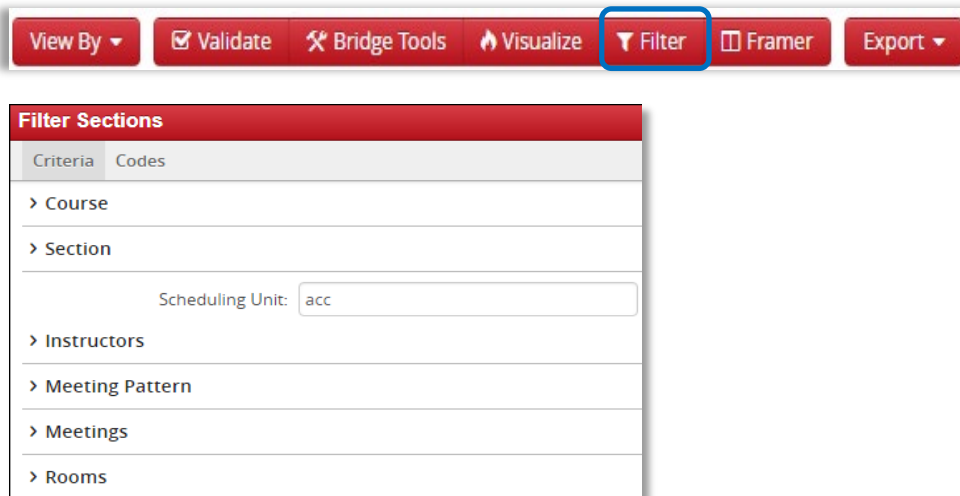 View By Validate Bridge Tools Visualize Filter Framer Export
Filter Sections
Criteria Codes
Course
Section
Scheduling Unit: acc
Instructors
Meeting Pattern
Meetings
Rooms